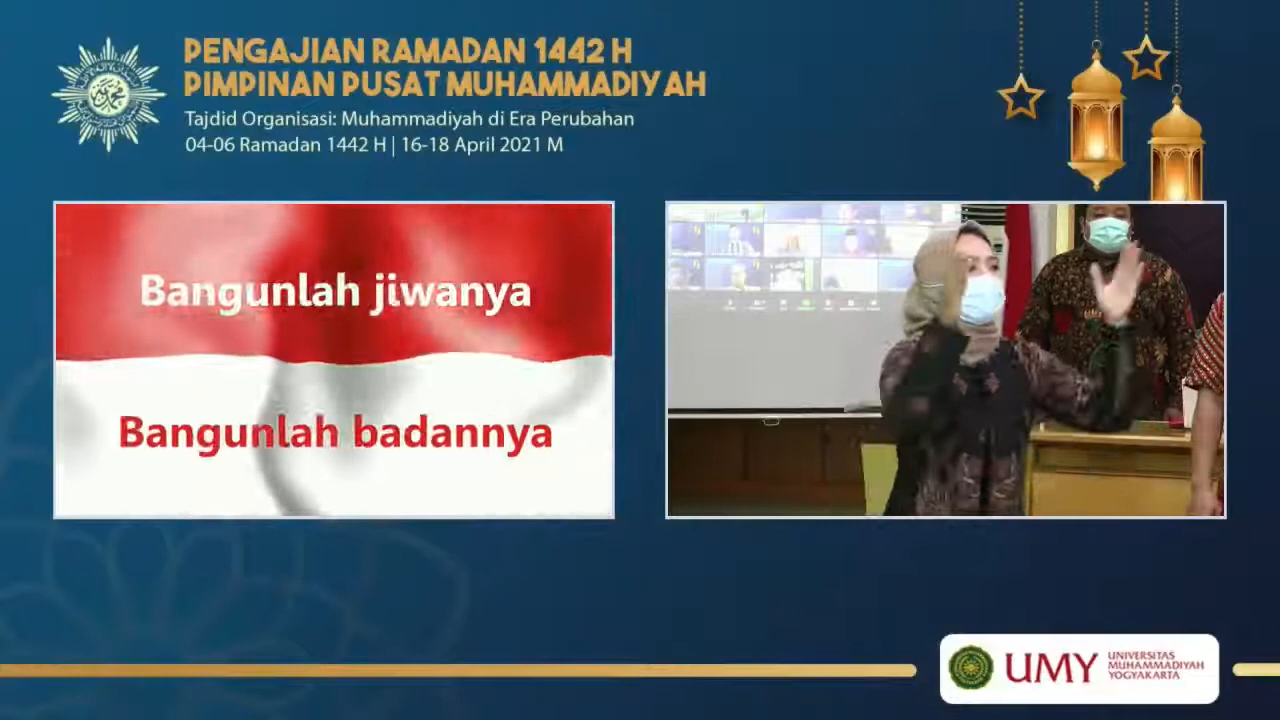 PENGAJIAN RAMADAN 1442 H
PIMPINAN PUSAT MUHAMMADIYAH
Tajdid Organisasi: Muhammadiyah di Era Perubahan
04-06 Ramadan 1442 H | 16-18 April 2021 M
Bangunlah jiwanya
Bangunlah badannya
UMY
UNIVERSITAS
MUHAMMADIYAH
YOGYAKARTA